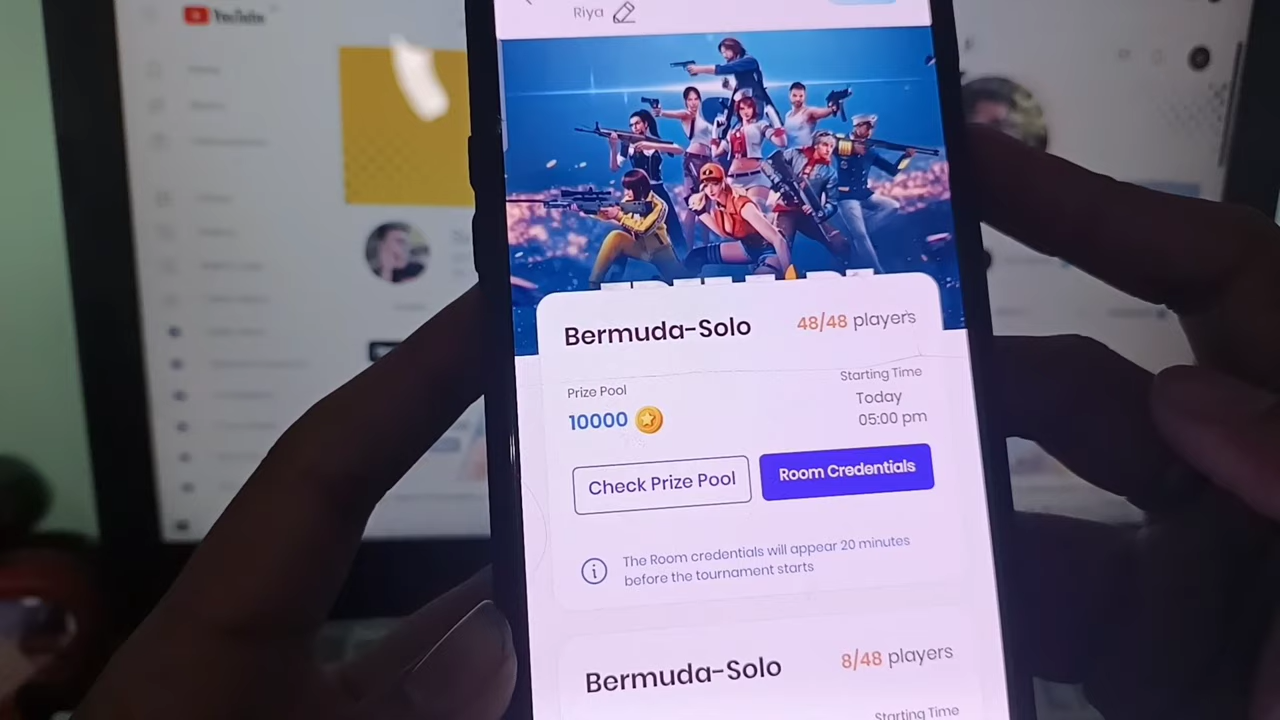 YouTube
Riya
Bermuda-Solo
48/48 players
Prize Pool
10000
Starting Time
Today
05:00 pm
Check Prize Pool
Room Credentials
The Room credentials will appear 20 minutes
before the tournament starts
Bermuda-Solo
8/48 players
Starting Time